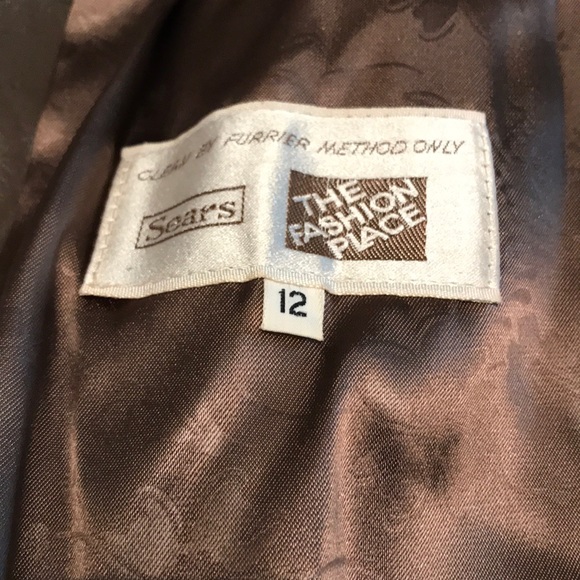 CLEAN BY FURRIER METHOD ONLY
Sears
THE
FASHION
PLACE
12